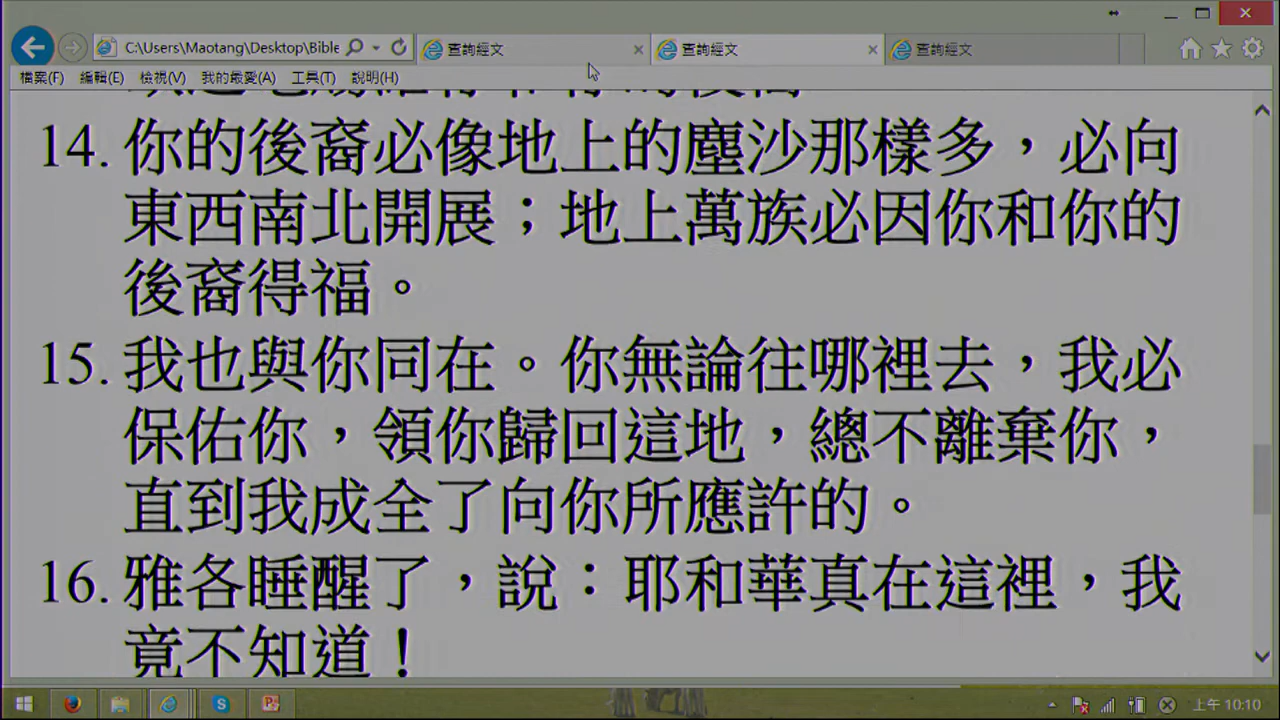 C:\Users\Maotang\Desktop\Bible
查詢經文
查詢經文
查詢經文
檔案(F) 編輯(E) 檢視(V) 我的最愛(A) 工具(T) 說明(H)
14. 你的後裔必像地上的塵沙那樣多，必向
東西南北開展；地上萬族必因你和你的
後裔得福。
15. 我也與你同在。你無論往哪裡去，我必
保佑你，領你歸回這地，總不離棄你，
直到我成全了向你所應許的。
16. 雅各睡醒了，說：耶和華真在這裡，我
竟不知道！
上午 10:10